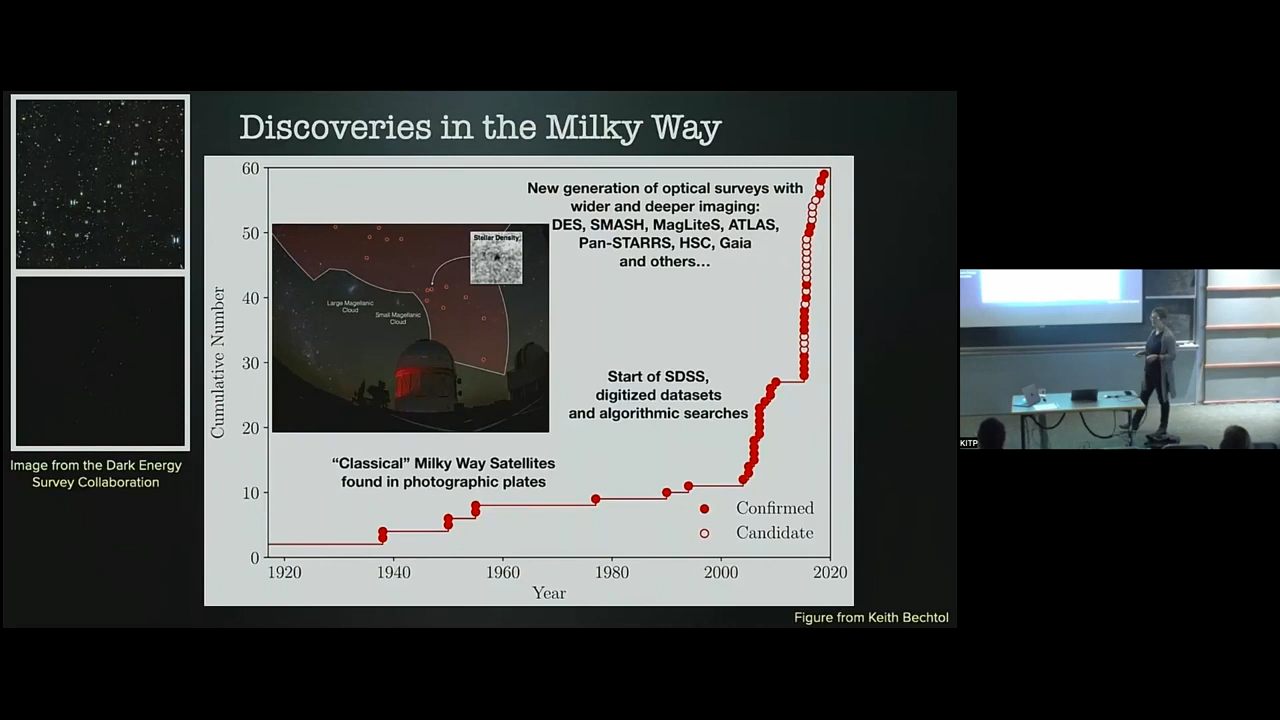 Discoveries in the Milky Way
60
50
40
30
20
10
0
Cumulative Number
New generation of optical surveys with
wider and deeper imaging:
DES, SMASH, MagLiteS, ATLAS,
Pan-STARRS, HSC, Gaia
and others…
Stellar Density
Large Magellanic
Cloud
Small Magellanic
Cloud
Start of SDSS,
digitized datasets
and algorithmic searches
“Classical” Milky Way Satellites
found in photographic plates
Confirmed
Candidate
1920
1940
1960
1980
2000
2020
Year
Image from the Dark Energy
Survey Collaboration
Figure from Keith Bechtol
KITP